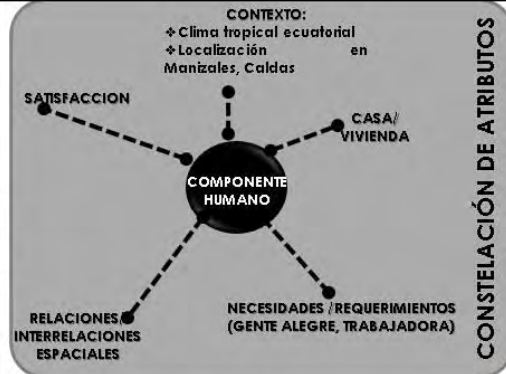 CONTEXTO:
❖Clima tropical ecuatorial
❖Localización en
Manizales, Caldas
SATISFACCION
CASA/
VIVIENDA
COMPONENTE
HUMANO
RELACIONES/
INTERRELACIONES
ESPACIALES
NECESIDADES /REQUERIMIENTOS
(GENTE ALEGRE, TRABAJADORA)
CONSTELACIÓN DE ATRIBUTOS